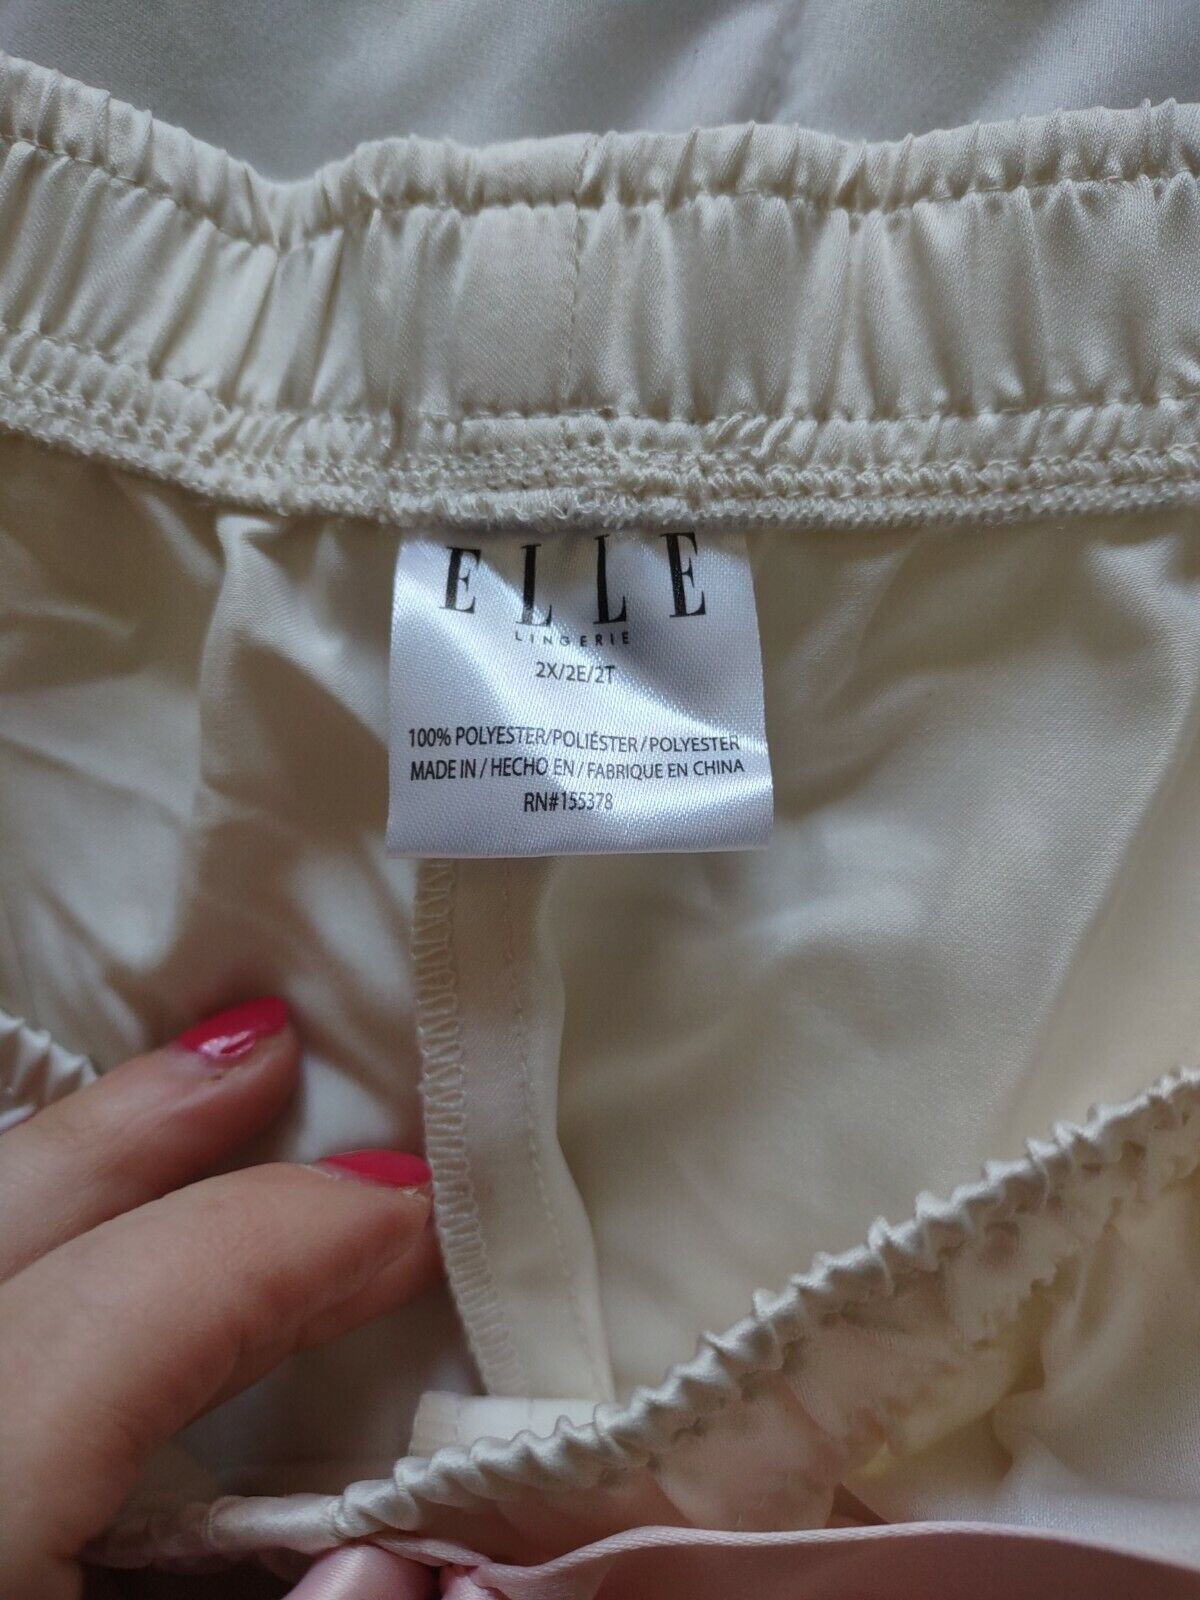 ELLE
LINGERIE
2X/2E/2T
100% POLYESTER/POLIÉSTER/POLYESTER
MADE IN/HECHO EN/FABRIQUE EN CHINA
RN#155378